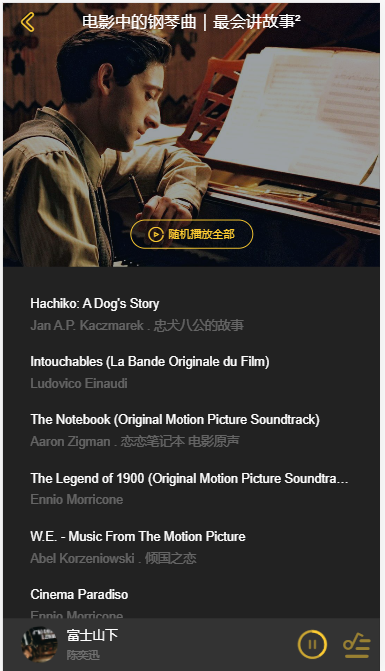 电影中的钢琴曲｜最会讲故事²
随机播放全部
Hachiko: A Dog's Story
Jan A.P. Kaczmarek . 忠犬八公的故事
Intouchables (La Bande Originale du Film)
Ludovico Einaudi
The Notebook (Original Motion Picture Soundtrack)
Aaron Zigman . 恋恋笔记本 电影原声
The Legend of 1900 (Original Motion Picture Soundtra…
Ennio Morricone
W.E. - Music From The Motion Picture
Abel Korzeniowski . 倾国之恋
Cinema Paradiso
Ennio Morricone
富士山下
陈奕迅